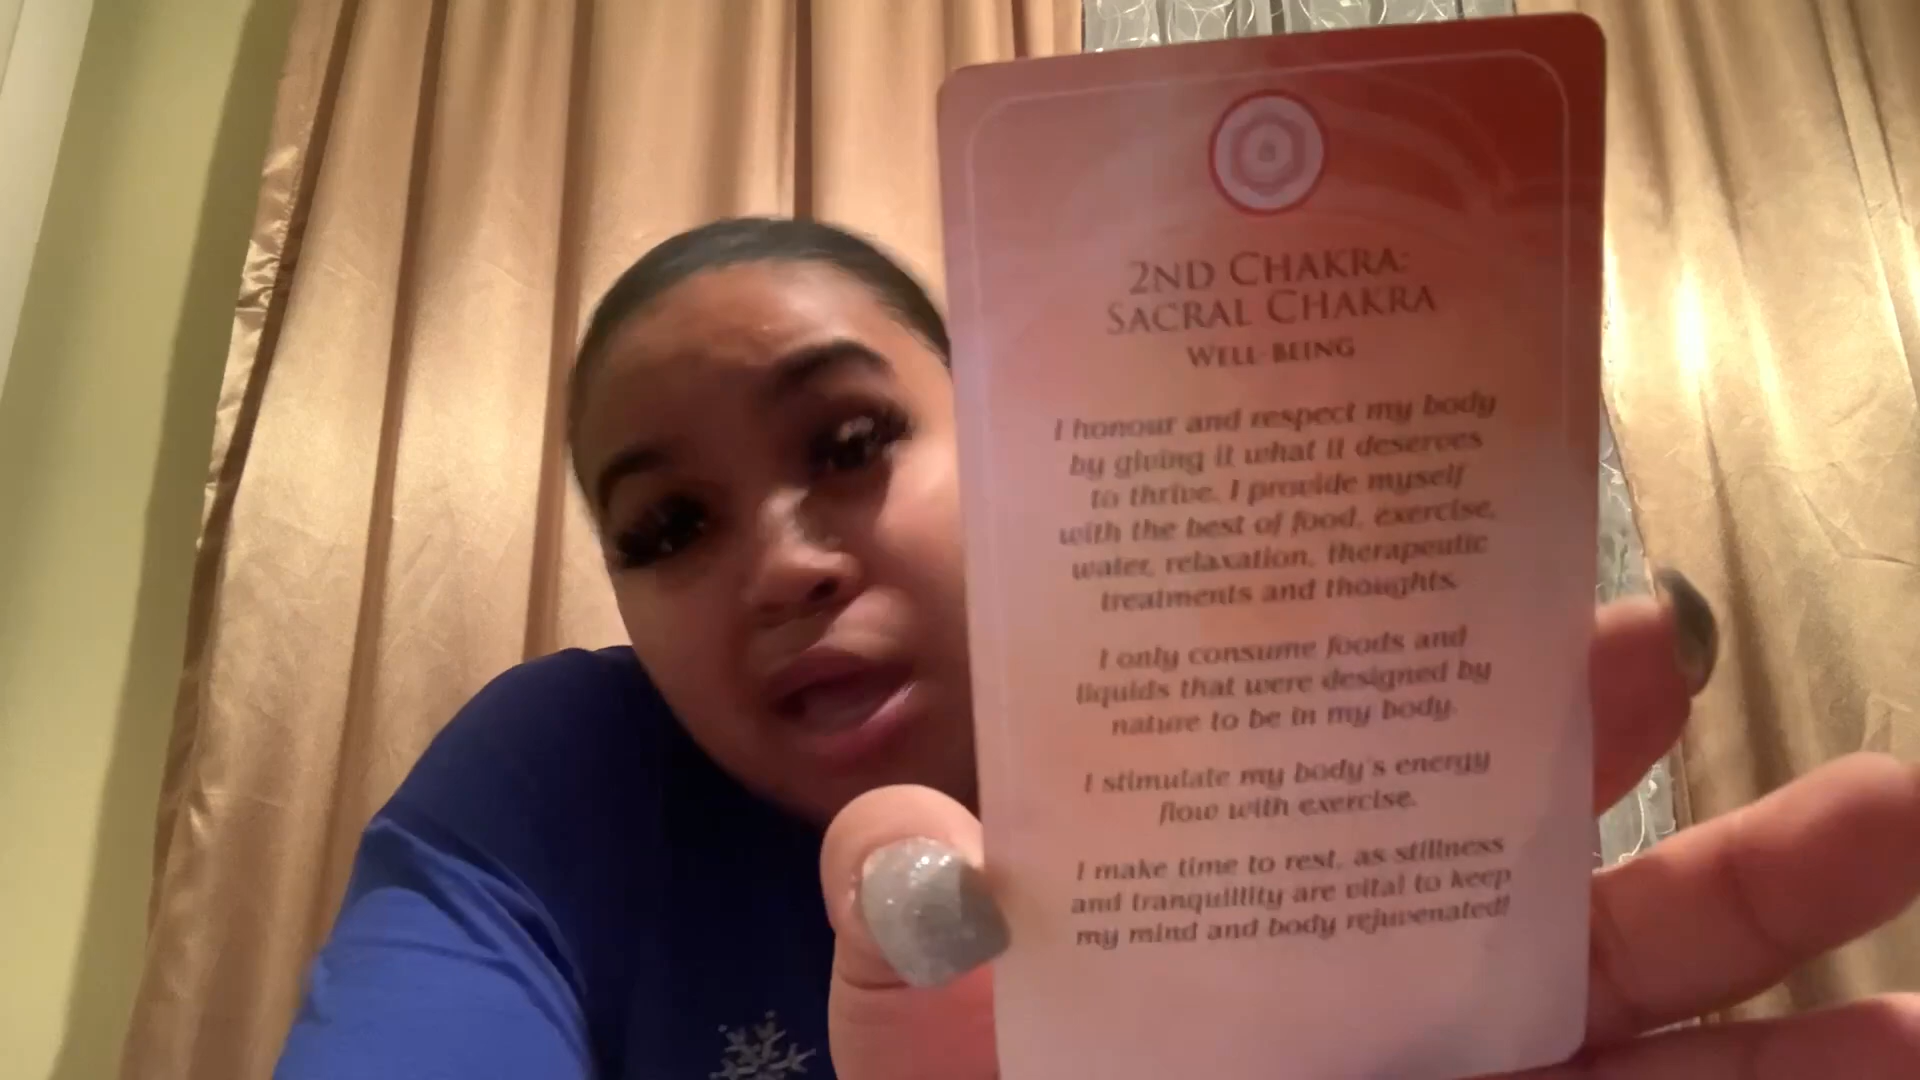 2ND CHAKRA:
SACRAL CHAKRA
WELL-BEING
I honour and respect my body
by giving it what it deserves
to thrive. I provide myself
with the best of food, exercise,
water, relaxation, therapeutic
treatments and thoughts.
I only consume foods and
liquids that were designed by
nature to be in my body.
I stimulate my body's energy
flow with exercise.
I make time to rest, as stillness
and tranquillity are vital to keep
my mind and body rejuvenated!